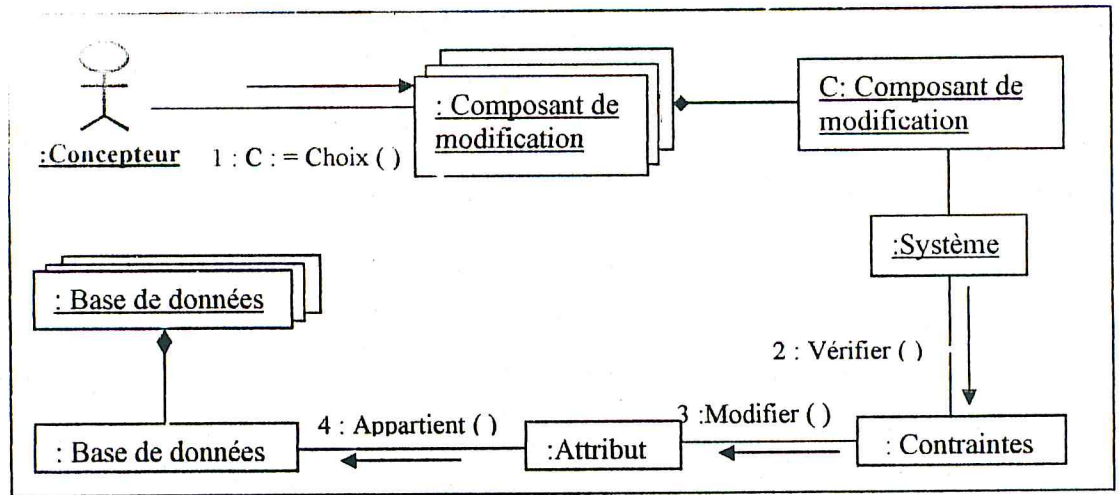 : Composant de
modification
C: Composant de
modification
:Concepteur
1 : C : = Choix ( )
:Système
: Base de données
2 : Vérifier ( )
4 : Appartient ( )
3 :Modifier ( )
: Base de données
:Attribut
: Contraintes